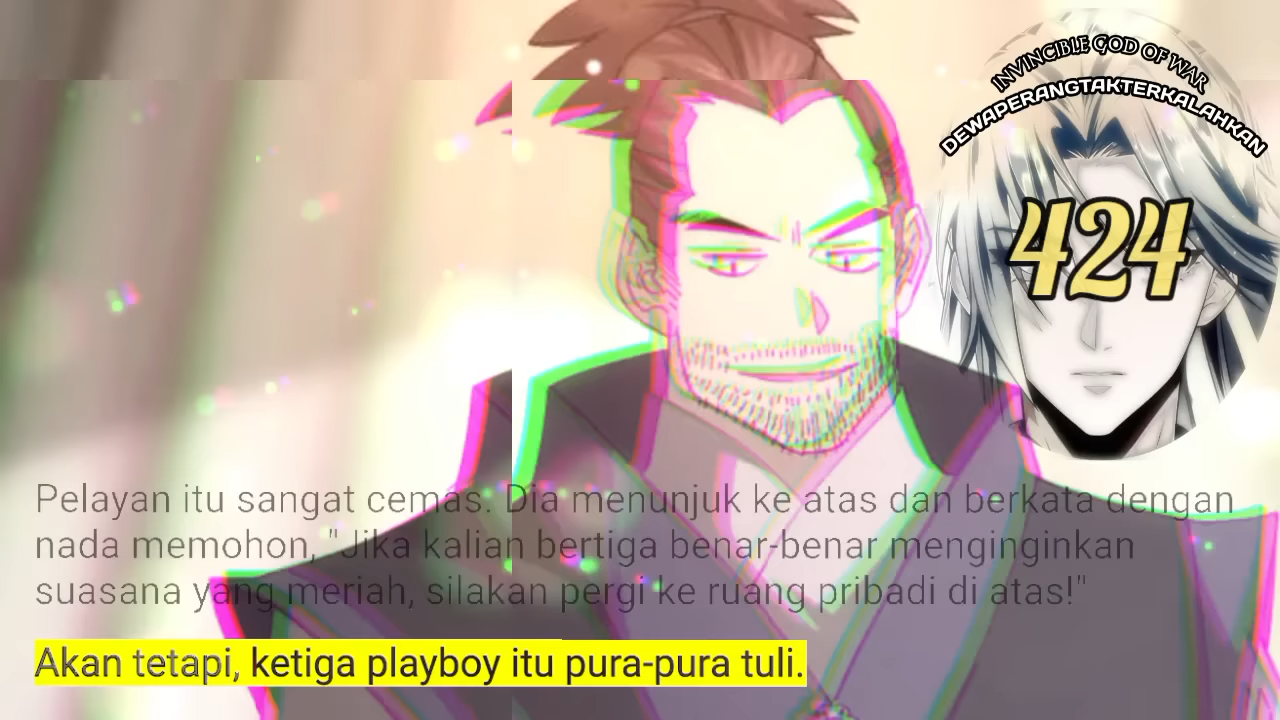 INVINCIBLE GOD OF WAR
DEWAPERANGTAKTERKALAHKAN
424
Pelayan itu sangat cemas. Dia menunjuk ke atas dan berkata dengan
nada memohon, "Jika kalian bertiga benar-benar menginginkan
suasana yang meriah, silakan pergi ke ruang pribadi di atas!"
Akan tetapi, ketiga playboy itu pura-pura tuli.